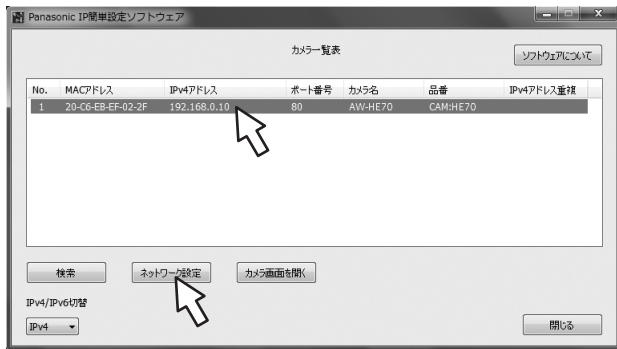 Panasonic IP簡単設定ソフトウェア
カメラ一覧表
ソフトウェアについて
No. MACアドレス IPv4アドレス ポート番号 カメラ名 品番 IPv4アドレス重複
1 20-C6-EB-EF-02-2F 192.168.0.10 80 AW-HE70 CAM:HE70
検索 ネットワーク設定 カメラ画面を開く
IPv4/IPv6切替
IPv4
閉じる